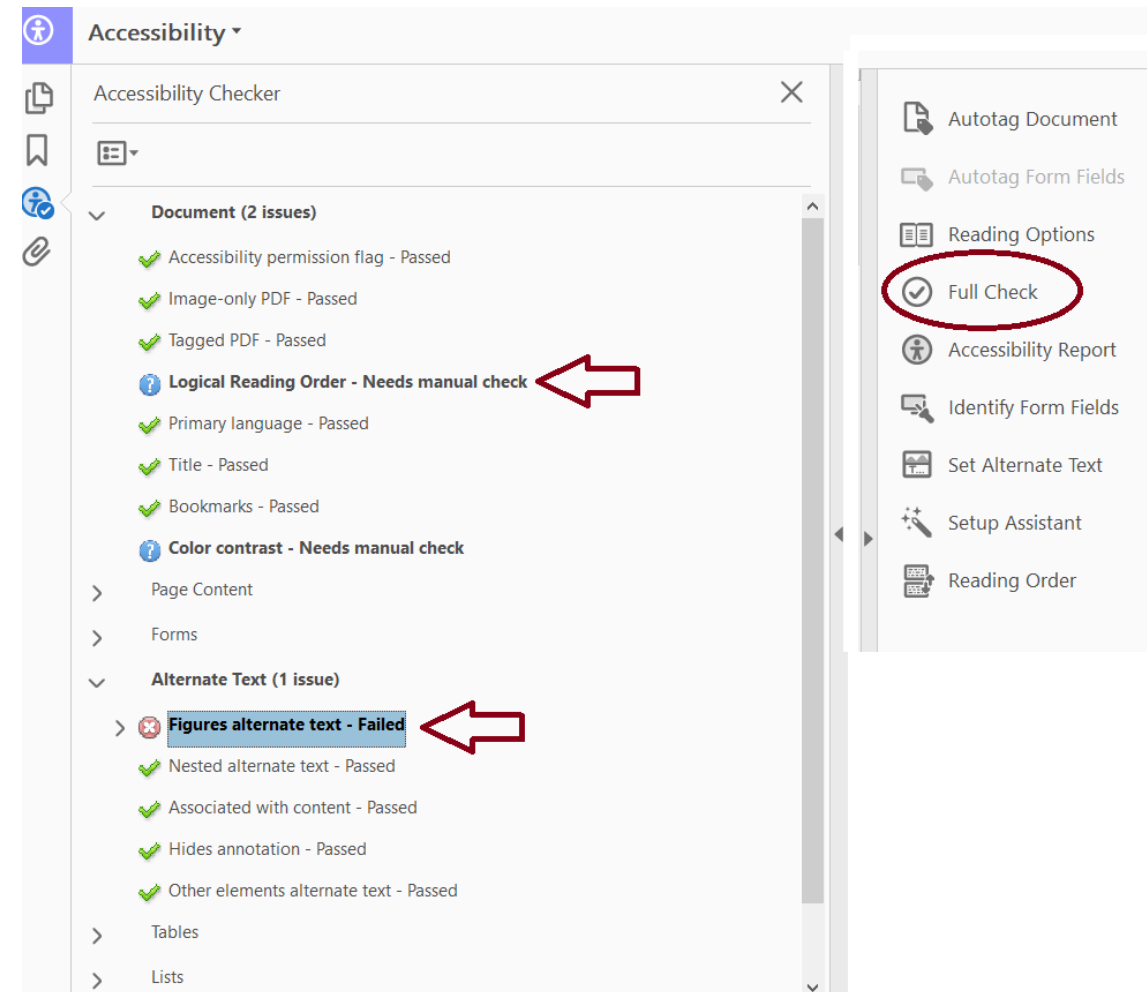 Accessibility
Accessibility Checker
Document (2 issues)
Accessibility permission flag - Passed
Image-only PDF - Passed
Tagged PDF - Passed
Logical Reading Order - Needs manual check
Primary language - Passed
Title - Passed
Bookmarks - Passed
Color contrast - Needs manual check
Page Content
Forms
Alternate Text (1 issue)
Figures alternate text - Failed
Nested alternate text - Passed
Associated with content - Passed
Hides annotation - Passed
Other elements alternate text - Passed
Tables
Lists
Autotag Document
Autotag Form Fields
Reading Options
Full Check
Accessibility Report
Identify Form Fields
Set Alternate Text
Setup Assistant
Reading Order